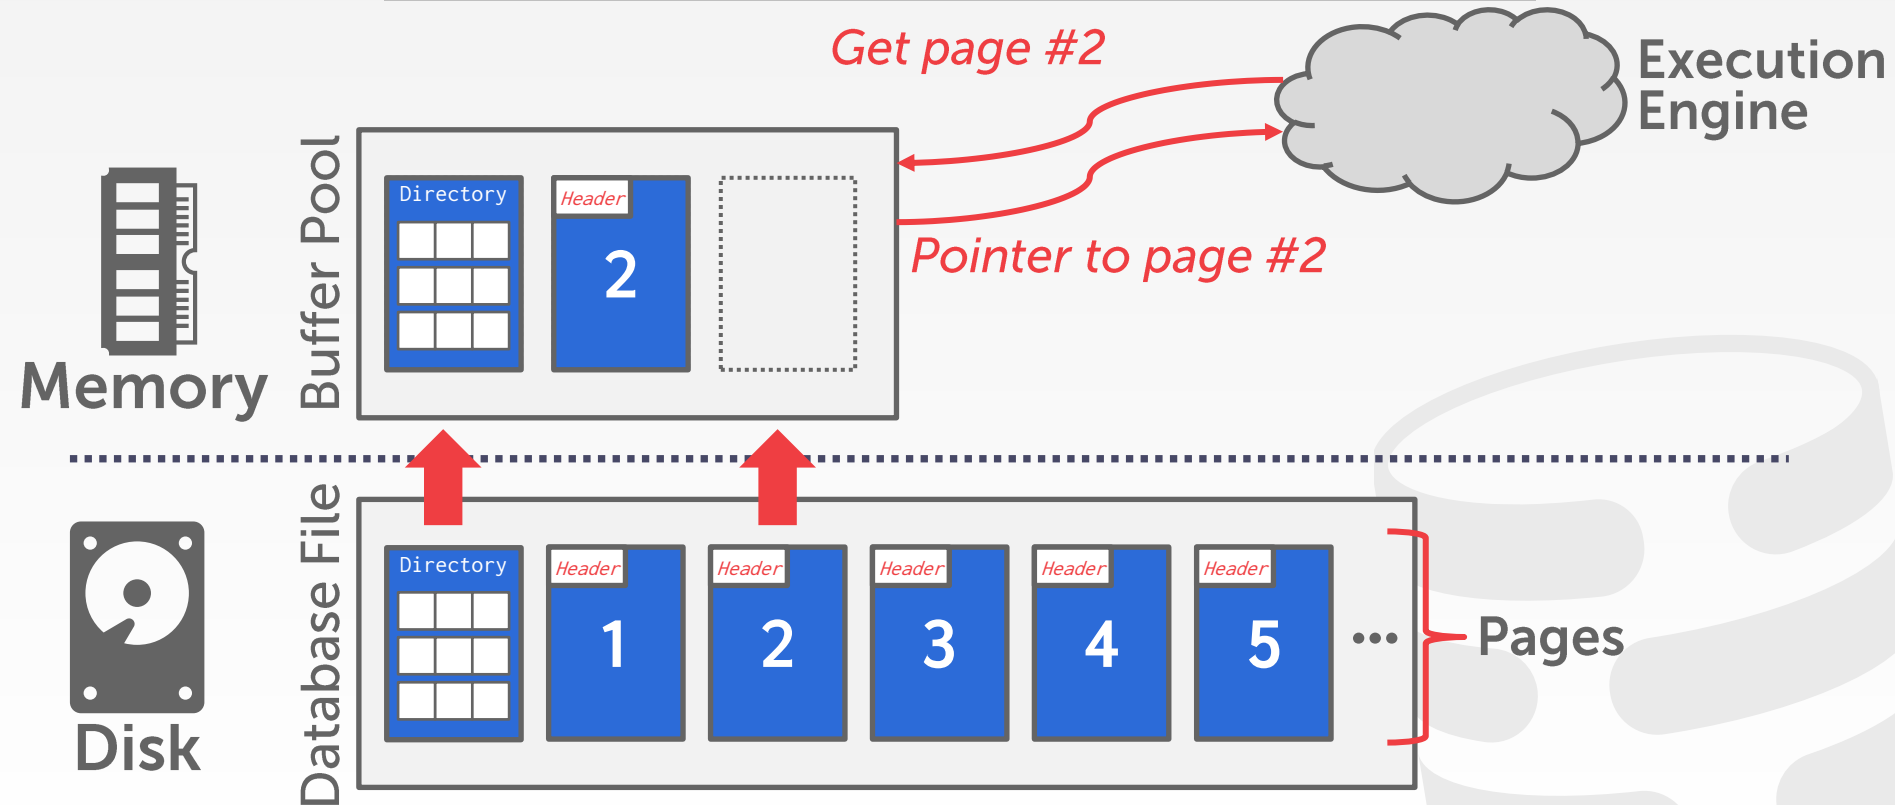 Get page #2
Execution
Engine
Buffer Pool
Directory
Header
2
Pointer to page #2
Memory
Database File
Directory
Header
1
Header
2
Header
3
Header
4
Header
5
...
Pages
Disk